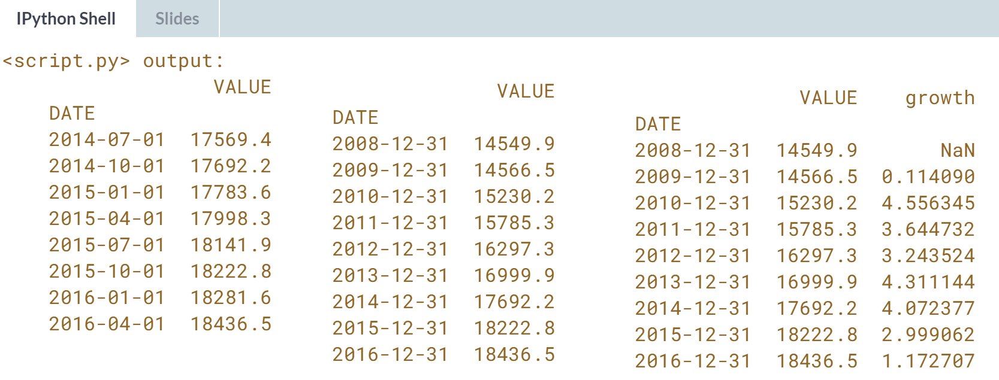 IPython Shell Slides
<script.py> output:
VALUE
DATE
2014-07-01 17569.4
2014-10-01 17692.2
2015-01-01 17783.6
2015-04-01 17998.3
2015-07-01 18141.9
2015-10-01 18222.8
2016-01-01 18281.6
2016-04-01 18436.5
VALUE
DATE
2008-12-31 14549.9
2009-12-31 14566.5
2010-12-31 15230.2
2011-12-31 15785.3
2012-12-31 16297.3
2013-12-31 16999.9
2014-12-31 17692.2
2015-12-31 18222.8
2016-12-31 18436.5
VALUE growth
DATE
2008-12-31 14549.9 NaN
2009-12-31 14566.5 0.114090
2010-12-31 15230.2 4.556345
2011-12-31 15785.3 3.644732
2012-12-31 16297.3 3.243524
2013-12-31 16999.9 4.311144
2014-12-31 17692.2 4.072377
2015-12-31 18222.8 2.999062
2016-12-31 18436.5 1.172707